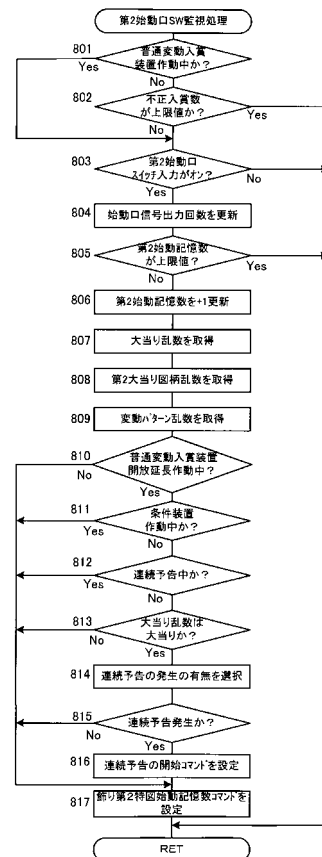 第2始動口SW監視処理
801
普通変動入賞
装置作動中か？
Yes
No
802
不正入賞数
が上限値か？
Yes
No
803
第2始動口
スイッチ入力がオン？
No
Yes
804
始動口信号出力回数を更新
805
第2始動記憶数
が上限値？
Yes
No
806
第2始動記憶数を+1更新
807
大当り乱数を取得
808
第2大当り図柄乱数を取得
809
変動パターン乱数を取得
810
普通変動入賞装置
開放延長作動中？
No
Yes
811
条件装置
作動中か？
Yes
No
812
連続予告中か？
Yes
No
813
大当り乱数は
大当りか？
No
Yes
814
連続予告の発生の有無を選択
815
連続予告発生か？
No
Yes
816
連続予告の開始コマンドを設定
817
飾り第2特図始動記憶数コマンドを
設定
RET